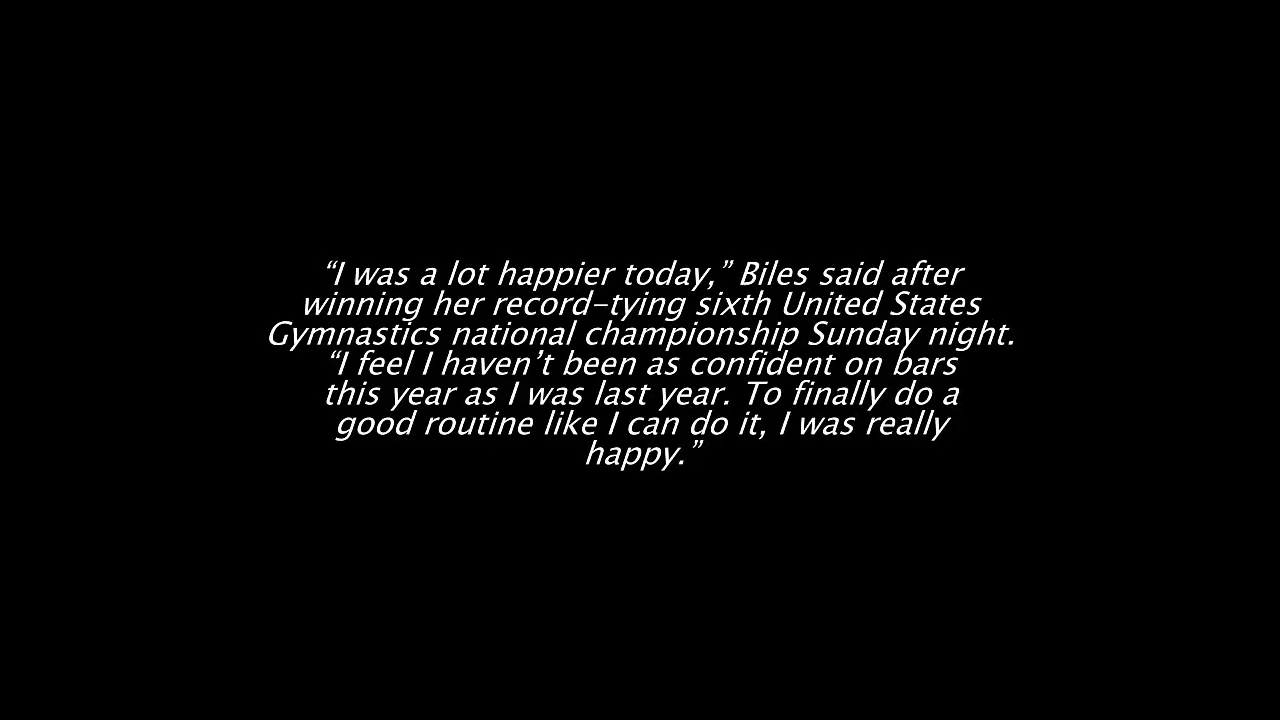 “I was a lot happier today,” Biles said after
winning her record-tying sixth United States
Gymnastics national championship Sunday night.
“I feel I haven’t been as confident on bars
this year as I was last year. To finally do a
good routine like I can do it, I was really
happy.”